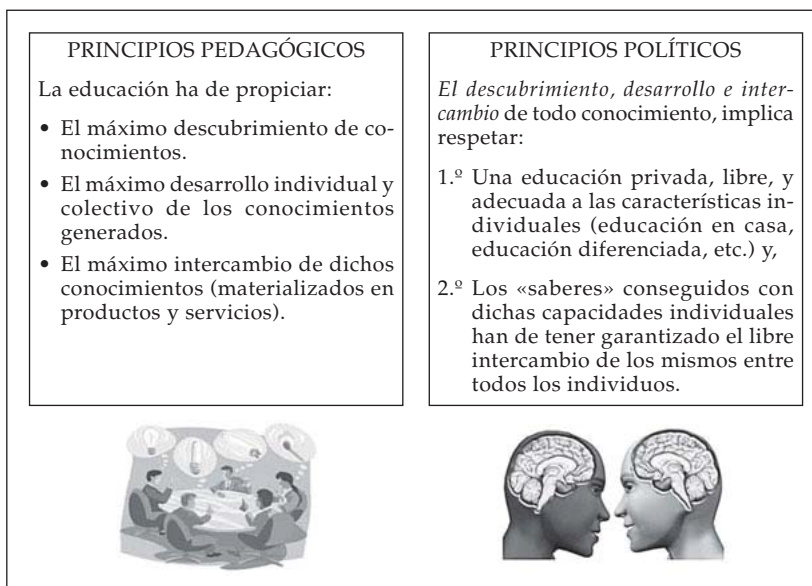 PRINCIPIOS PEDAGÓGICOS
La educación ha de propiciar:
• El máximo descubrimiento de co-
nocimientos.
• El máximo desarrollo individual y
colectivo de los conocimientos
generados.
• El máximo intercambio de dichos
conocimientos (materializados en
productos y servicios).
PRINCIPIOS POLÍTICOS
El descubrimiento, desarrollo e inter-
cambio de todo conocimiento, implica
respetar:
1.º Una educación privada, libre, y
adecuada a las características in-
dividuales (educación en casa,
educación diferenciada, etc.) y,
2.º Los «saberes» conseguidos con
dichas capacidades individuales
han de tener garantizado el libre
intercambio de los mismos entre
todos los individuos.